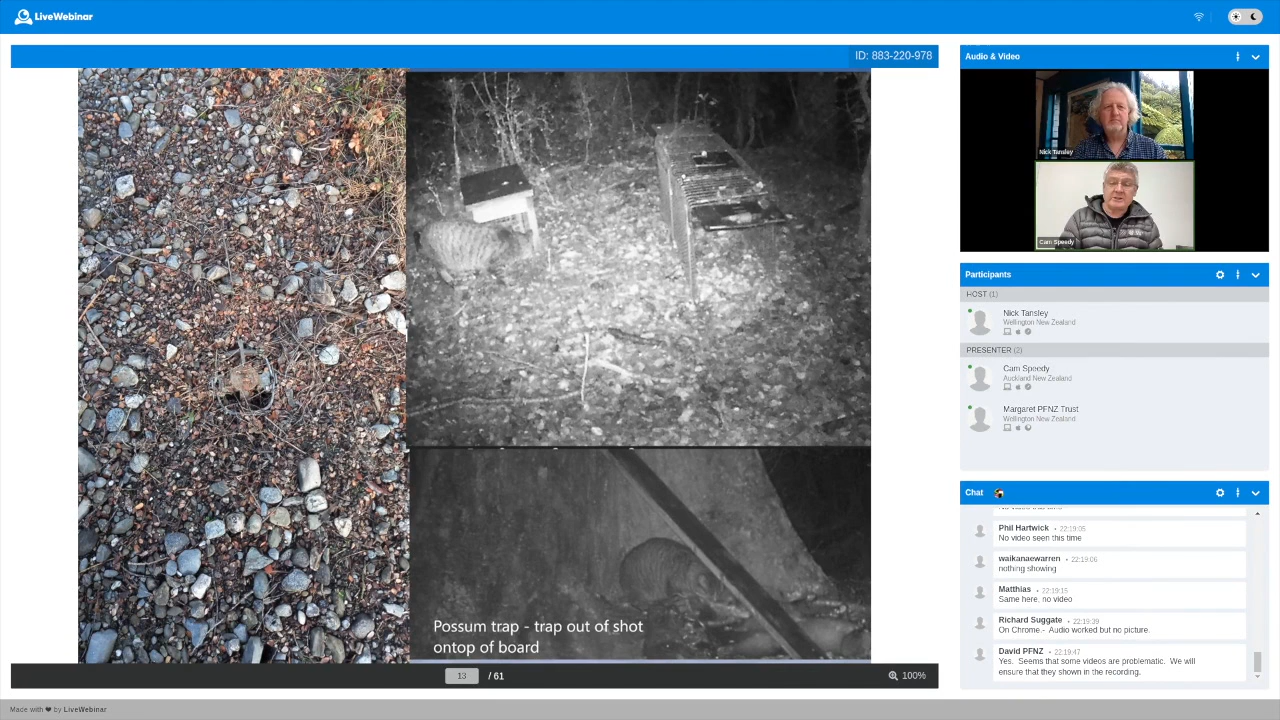 LiveWebinar
ID: 883-220-978
Possum trap - trap out of shot
ontop of board
13 / 61
100%
Audio & Video
Nick Tansley
Cam Speedy
Participants
HOST (1)
Nick Tansley
Wellington New Zealand
PRESENTER (2)
Cam Speedy
Auckland New Zealand
Margaret PFNZ Trust
Wellington New Zealand
Chat
Phil Hartwick • 22:19:05
No video seen this time
waikanaewarren • 22:19:06
nothing showing
Matthias • 22:19:15
Same here, no video
Richard Suggate • 22:19:39
On Chrome.- Audio worked but no picture.
David PFNZ • 22:19:47
Yes. Seems that some videos are problematic. We will
ensure that they shown in the recording.
Made with ❤ by LiveWebinar